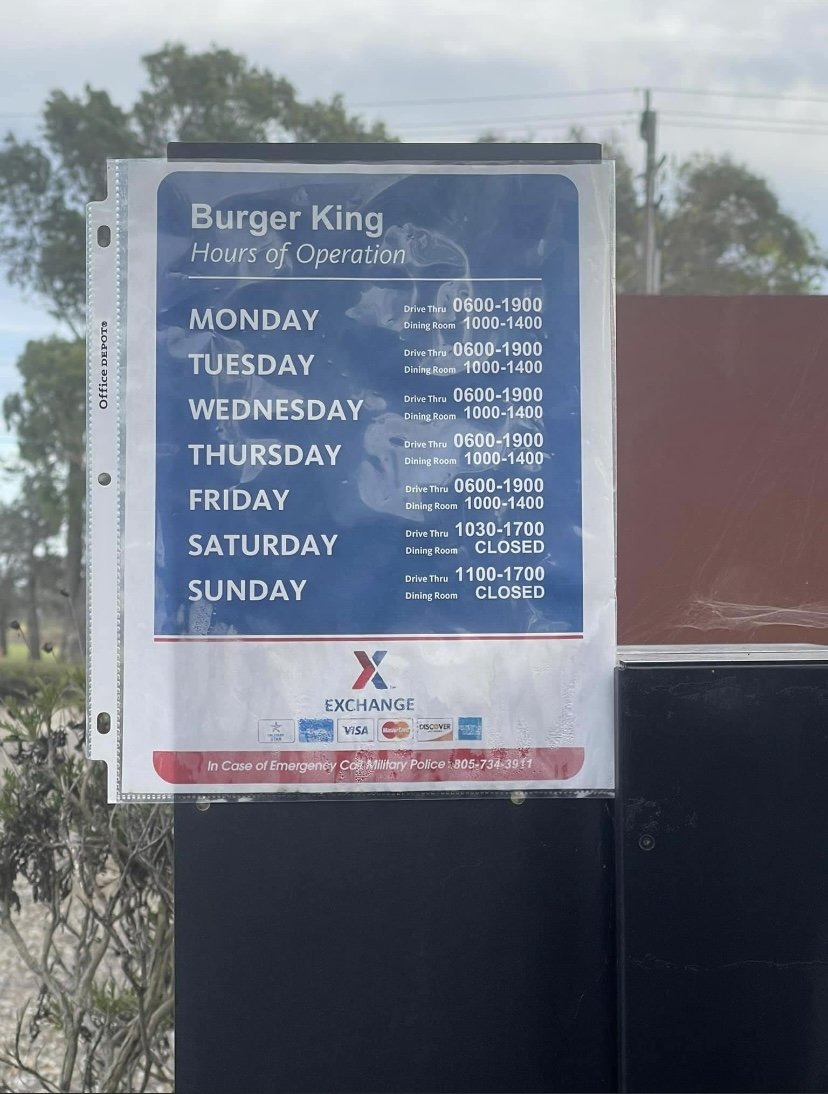 Burger King
Hours of Operation
MONDAY Drive Thru 0600-1900
Dining Room 1000-1400
TUESDAY Drive Thru 0600-1900
Dining Room 1000-1400
WEDNESDAY Drive Thru 0600-1900
Dining Room 1000-1400
THURSDAY Drive Thru 0600-1900
Dining Room 1000-1400
FRIDAY Drive Thru 0600-1900
Dining Room 1000-1400
SATURDAY Drive Thru 1030-1700
Dining Room CLOSED
SUNDAY Drive Thru 1100-1700
Dining Room CLOSED
Office DEPOT®
X
EXCHANGE
MILITARY STAR VISA MasterCard DISCOVER
In Case of Emergency Call Military Police 805-734-3911